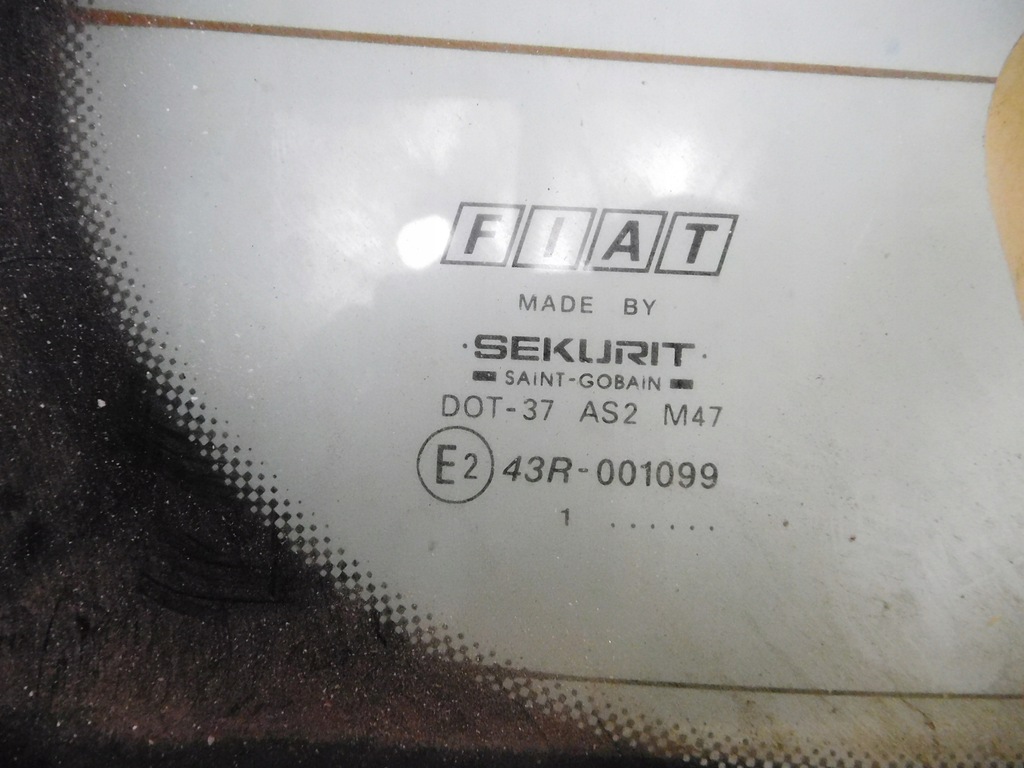 FIAT
MADE BY
·SEKURIT·
SAiNT-GOBAiN
DOT-37 AS2 M47
E2 43R-001099
1 ......